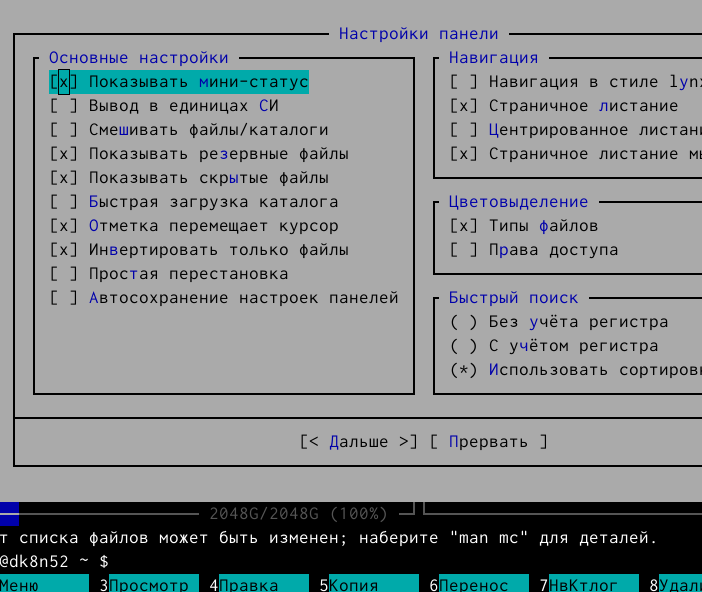 Настройки панели
Основные настройки
[x] Показывать мини-статус
[ ] Вывод в единицах СИ
[ ] Смешивать файлы/каталоги
[x] Показывать резервные файлы
[x] Показывать скрытые файлы
[ ] Быстрая загрузка каталога
[x] Отметка перемещает курсор
[x] Инвертировать только файлы
[ ] Простая перестановка
[ ] Автосохранение настроек панелей
Навигация
[ ] Навигация в стиле lynx
[x] Страничное листание
[ ] Центрированное листани
[x] Страничное листание мы
Цветовыделение
[x] Типы файлов
[ ] Права доступа
Быстрый поиск
( ) Без учёта регистра
( ) С учётом регистра
(*) Использовать сортировк
[< Дальше >] [ Прервать ]
2048G/2048G (100%)
т списка файлов может быть изменен; наберите "man mc" для деталей.
@dk8n52 ~ $
Меню 3Просмотр 4Правка 5Копия 6Перенос 7НвКтлог 8Удали